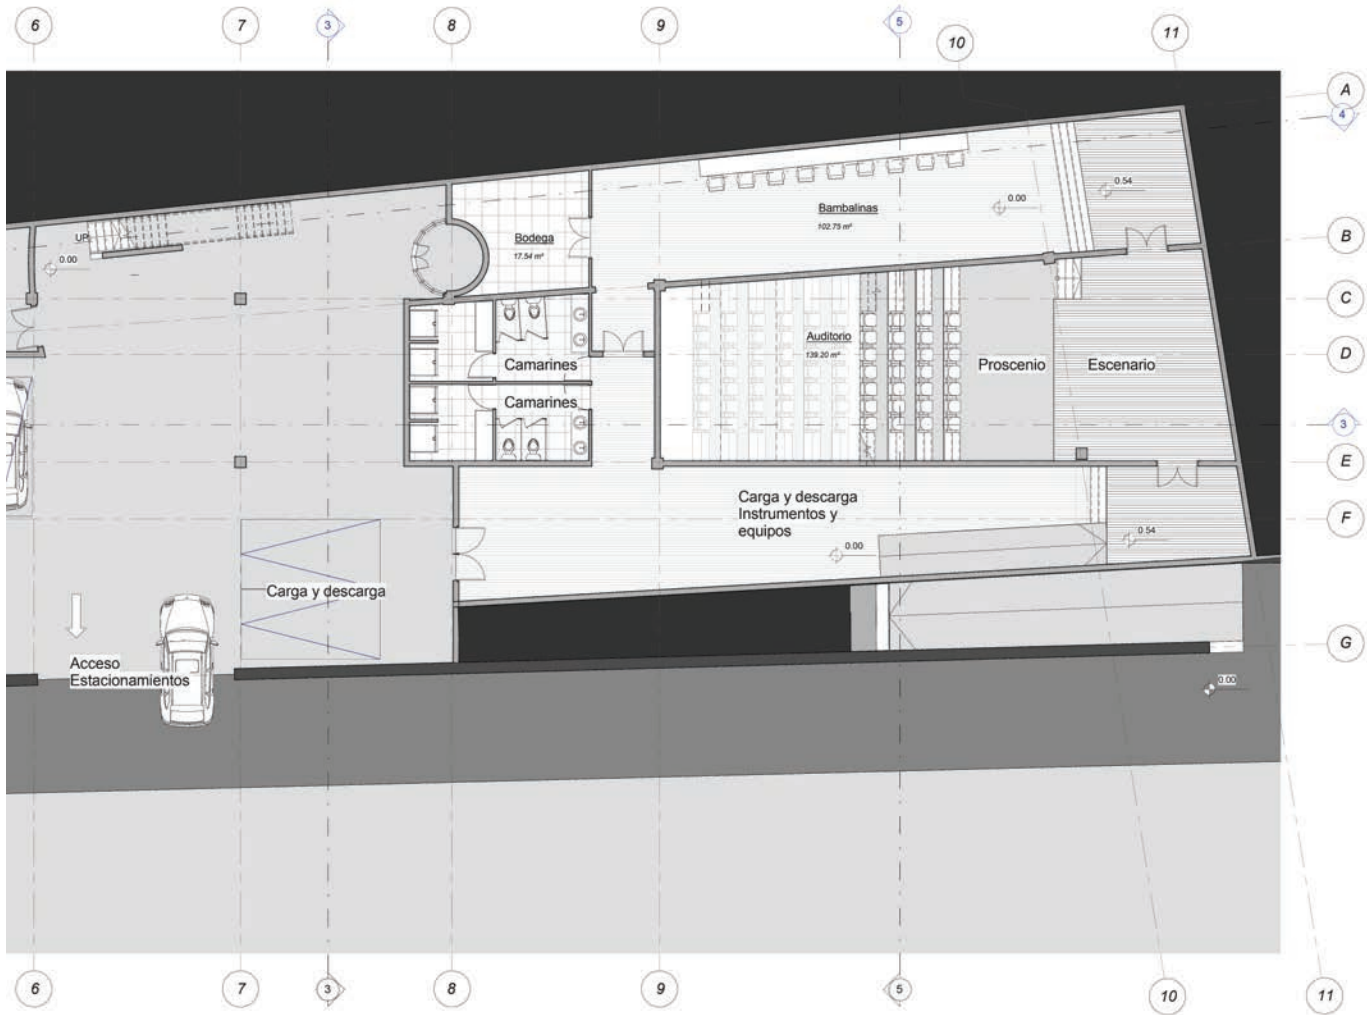 6
7
3
8
9
5
10
11
A
4
0.54
0.00
Bambalinas
102.75 m²
B
UP
0.00
Bodega
17.54 m²
C
Auditorio
139.20 m²
D
Camarines
Proscenio
Escenario
Camarines
3
E
Carga y descarga
Instrumentos y
equipos
F
0.54
0.00
Carga y descarga
G
Acceso
Estacionamientos
0.00
6
7
3
8
9
5
10
11